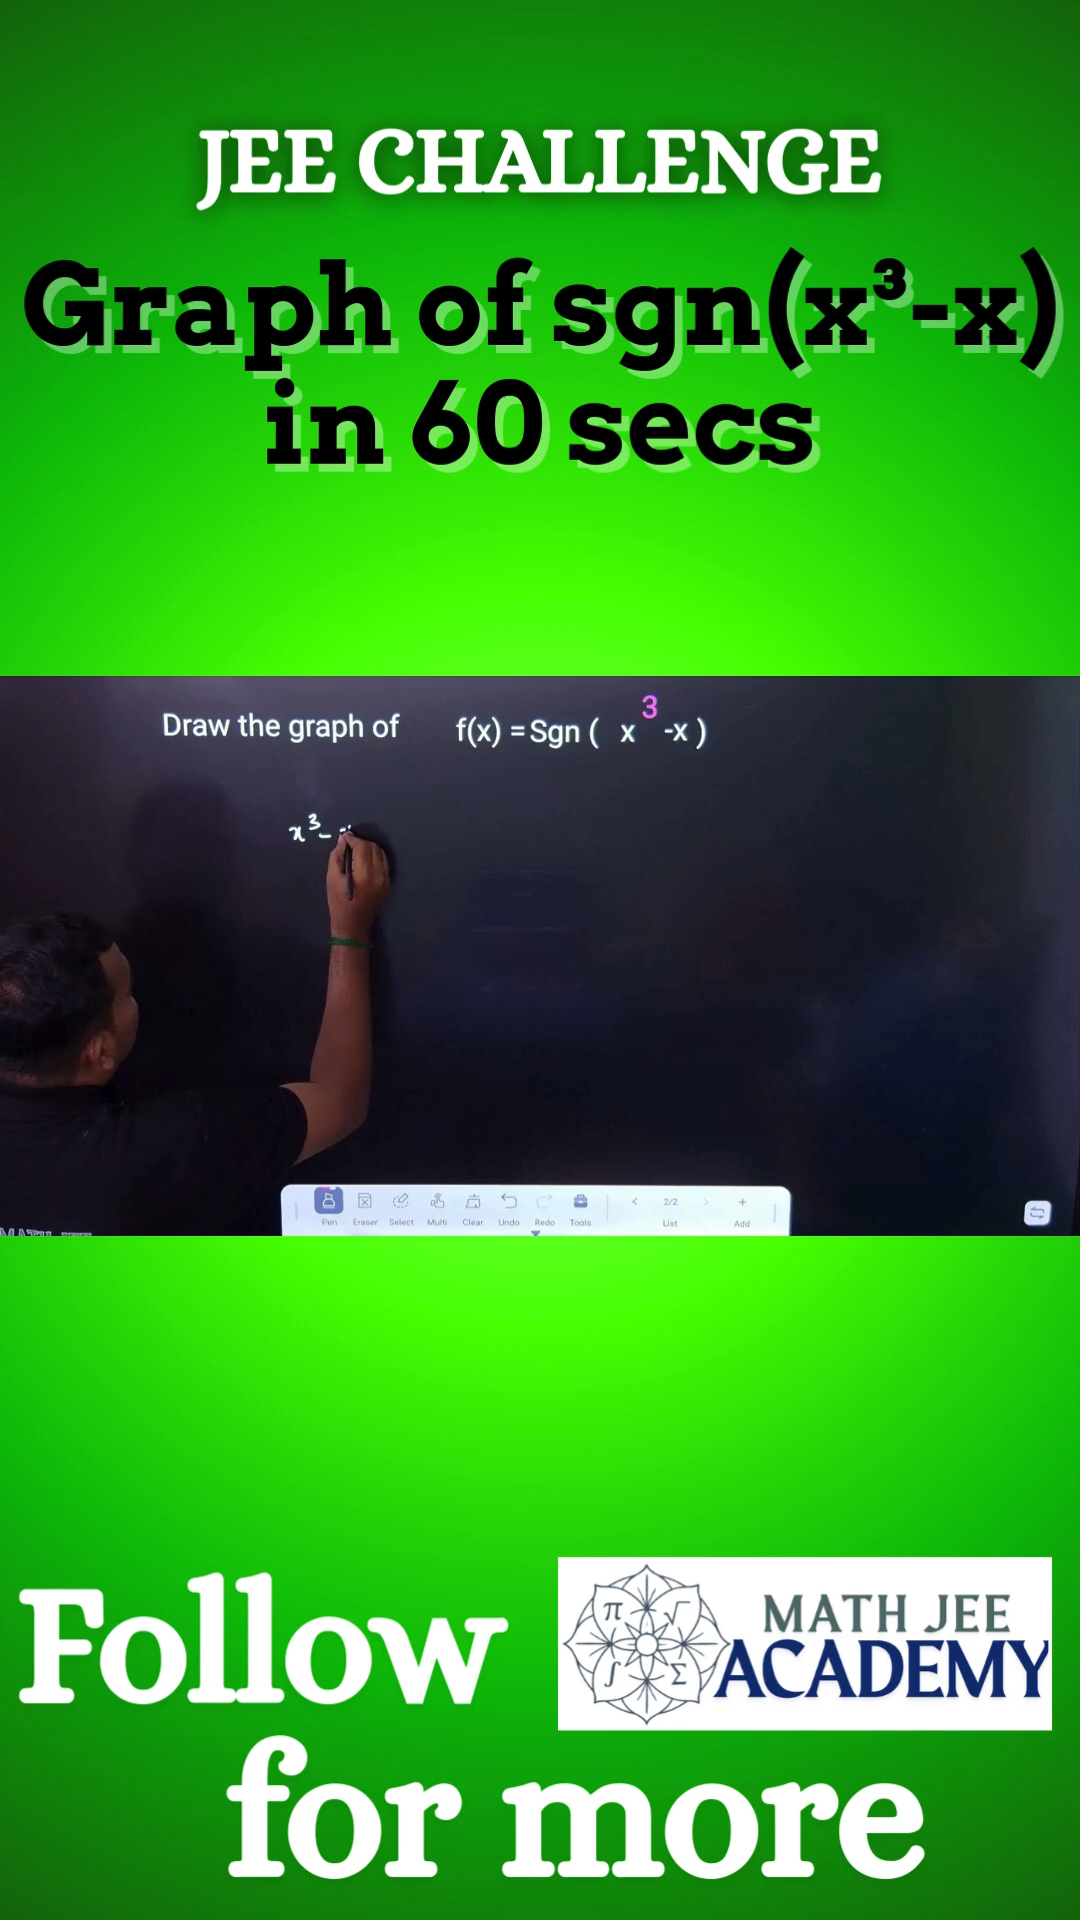 JEE CHALLENGE
Graph of sgn(x³-x)
in 60 secs
Draw the graph of f(x) = Sgn ( x³ -x )
x³-
Pen Eraser Select Multi Clear Undo Redo Tools < 2/2 > List + Add
Follow
MATH JEE
ACADEMY
π √ ∫ Σ
for more